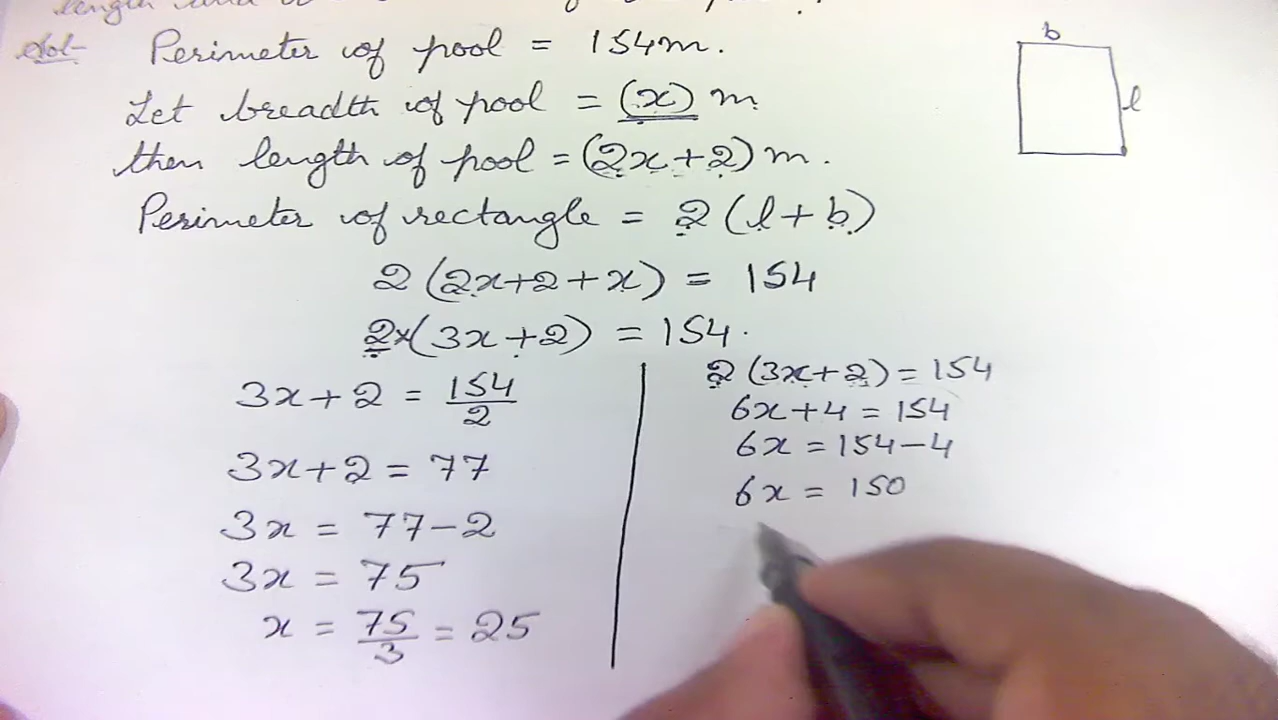 length
Sol- Perimeter of pool = 154m.
Let breadth of pool = (x) m
then length of pool = (2x+2) m.
Perimeter of rectangle = 2 (l + b)
2 (2x+2+x) = 154
2×(3x+2) = 154.
3x+2 = 154/2
3x+2 = 77
3x = 77-2
3x = 75
x = 75/3 = 25
2 (3x+2) = 154
6x+4 = 154
6x = 154-4
6x = 150
b
l